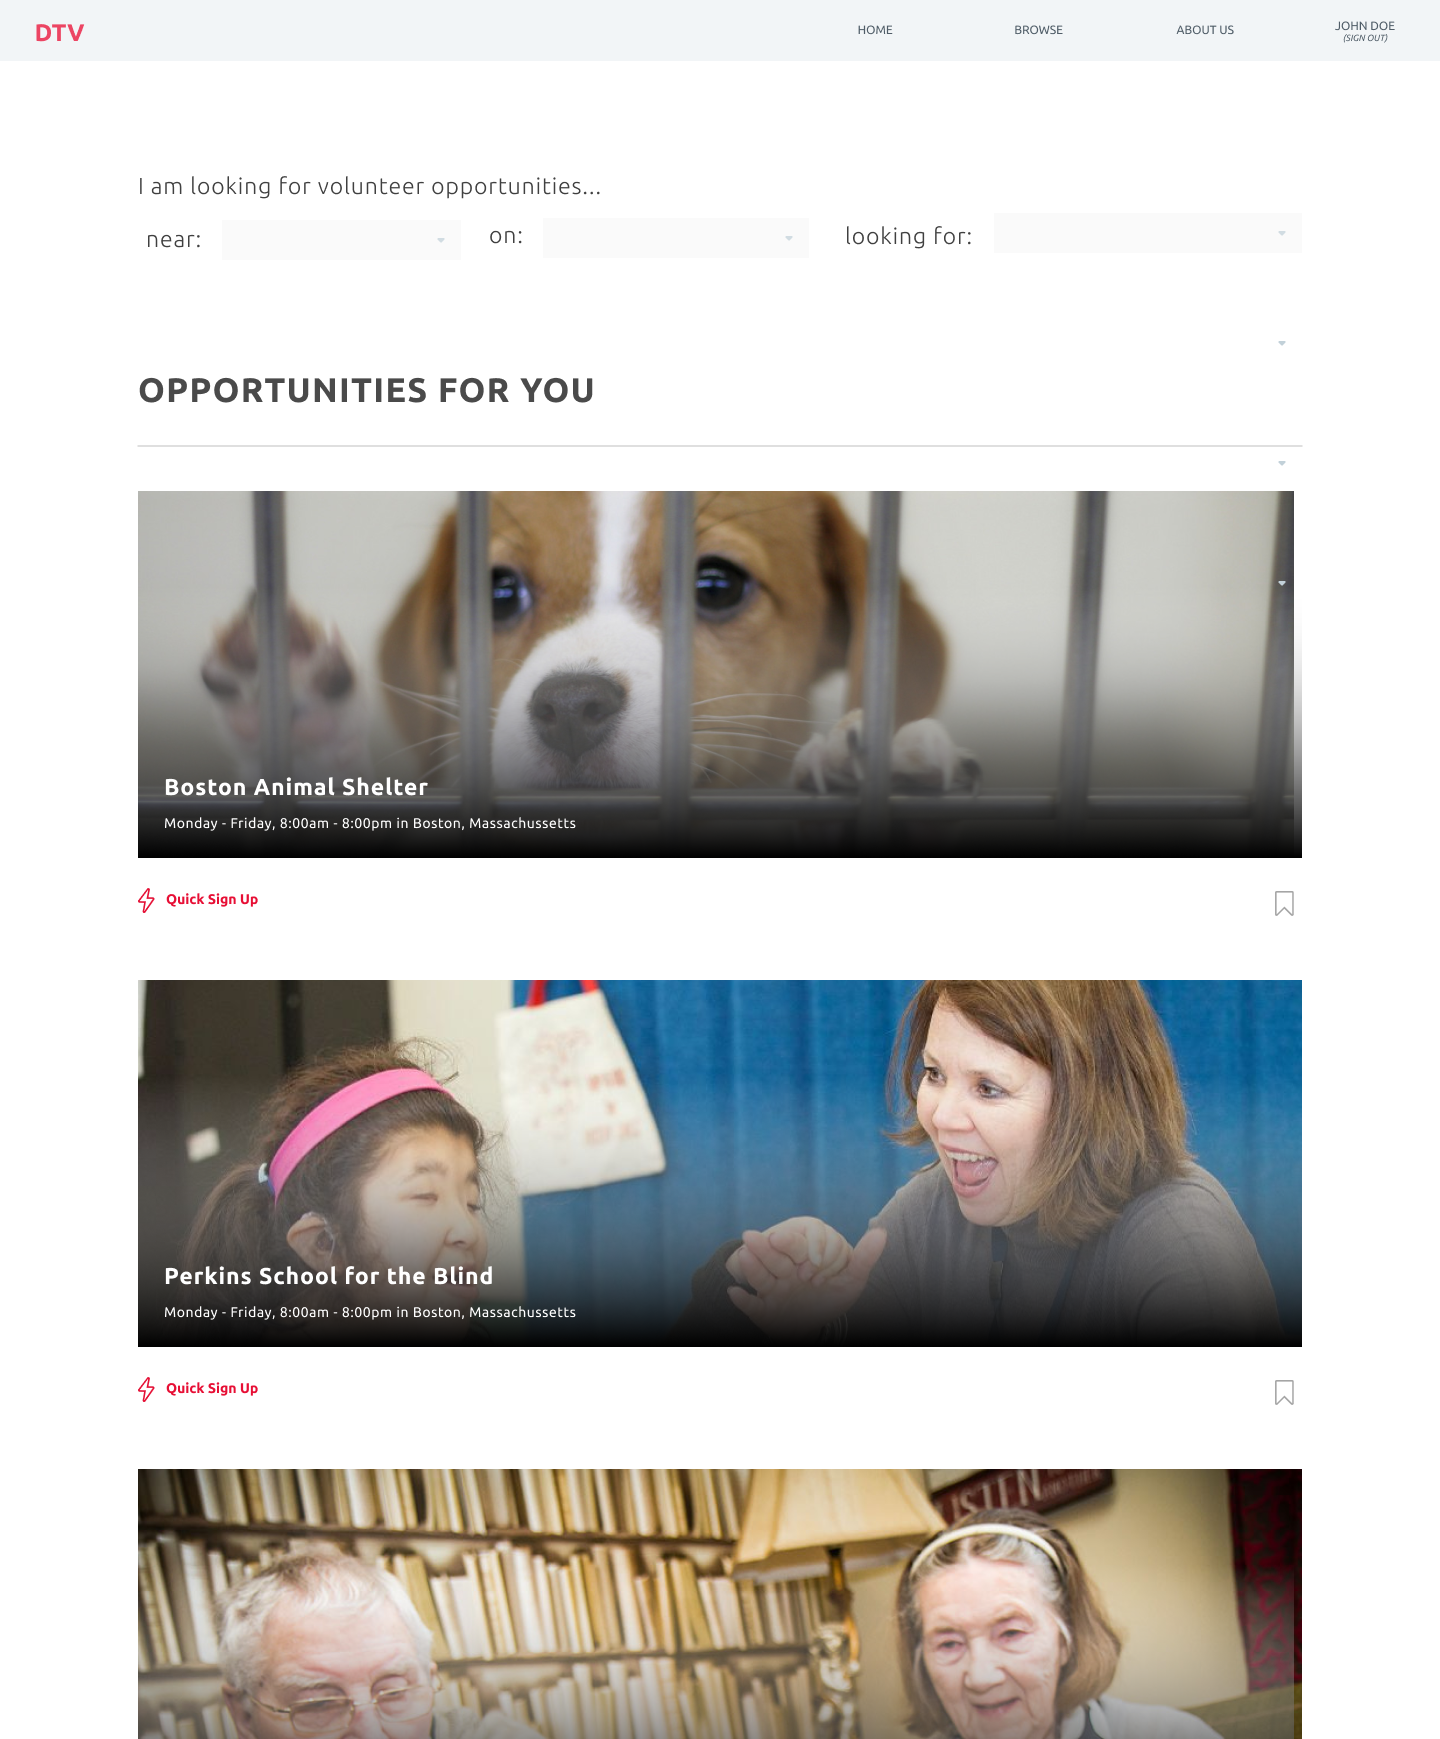 DTV
HOME
BROWSE
ABOUT US
JOHN DOE
(SIGN OUT)
I am looking for volunteer opportunities...
near:
on:
looking for:
OPPORTUNITIES FOR YOU
Boston Animal Shelter
Monday - Friday, 8:00am - 8:00pm in Boston, Massachussetts
Quick Sign Up
Perkins School for the Blind
Monday - Friday, 8:00am - 8:00pm in Boston, Massachussetts
Quick Sign Up
LISTEN